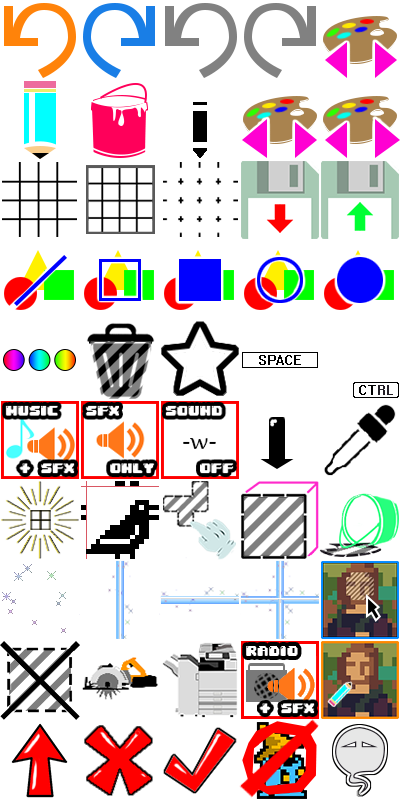 SPACE
CTRL
MUSIC
+ SFX
SFX
ONLY
SOUND
-w-
OFF
RADIO
+ SFX